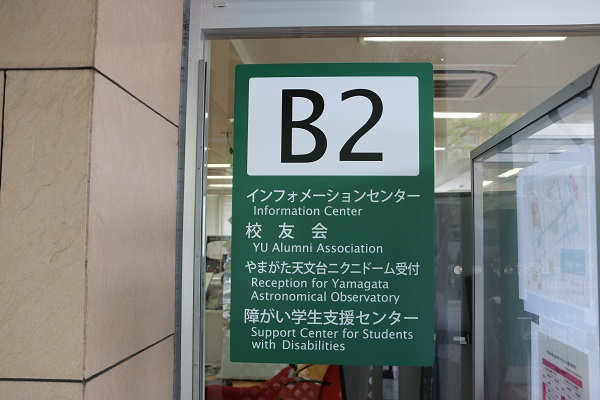 B2
インフォメーションセンター
Information Center
校友会
YU Alumni Association
やまがた天文台ニクニドーム受付
Reception for Yamagata
Astronomical Observatory
障がい学生支援センター
Support Center for Students
with Disabilities